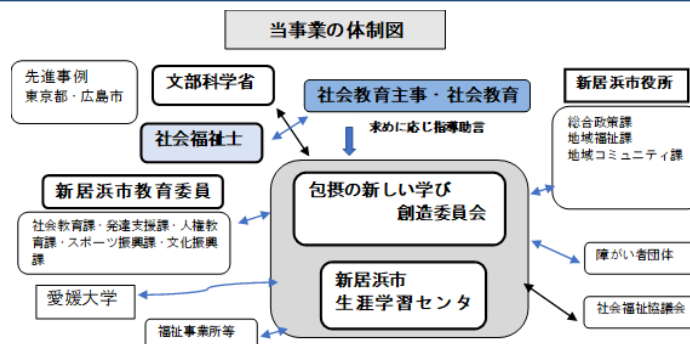 当事業の体制図
先進事例
東京都・広島市
文部科学省
社会教育主事・社会教育
新居浜市役所
社会福祉士
求めに応じ指導助言
総合政策課
地域福祉課
地域コミュニティ課
新居浜市教育委員
包摂の新しい学び
創造委員会
社会教育課・発達支援課・人権教
育課・スポーツ振興課・文化振興
課
障がい者団体
愛媛大学
新居浜市
生涯学習センタ
社会福祉協議会
福祉事業所等